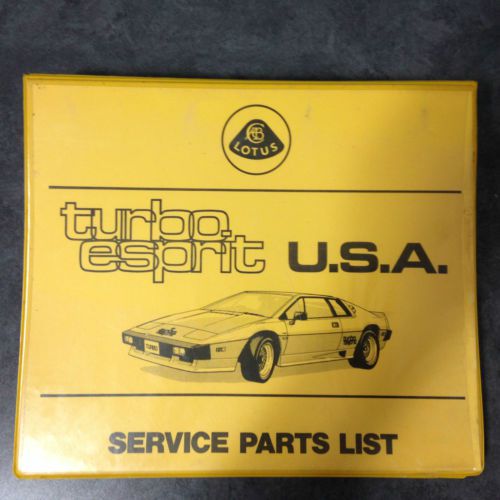 LOTUS
turbo
esprit U.S.A.
SERVICE PARTS LIST